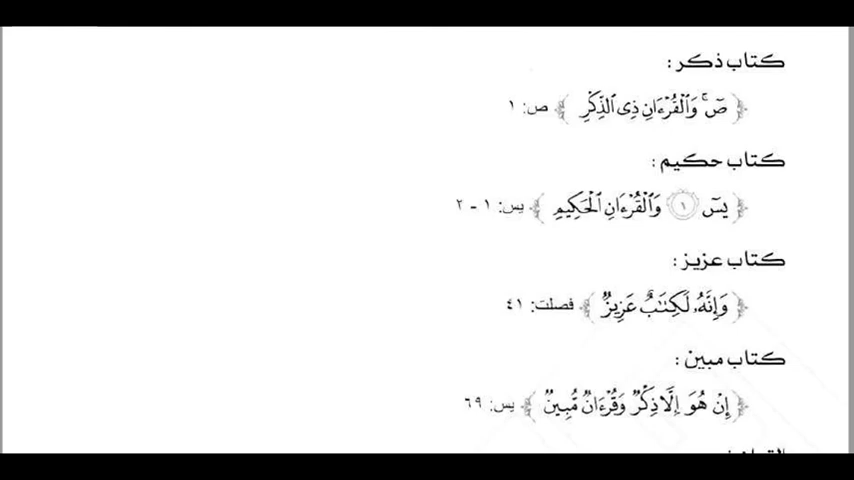 كتاب ذكر :
﴿ صٓ ۚ وَٱلْقُرْءَانِ ذِى ٱلذِّكْرِ ﴾ ص: ١
كتاب حكيم :
﴿ يسٓ ١ وَٱلْقُرْءَانِ ٱلْحَكِيمِ ﴾ يس: ١ - ٢
كتاب عزيز :
﴿ وَإِنَّهُۥ لَكِتَٰبٌ عَزِيزٌ ﴾ فصلت: ٤١
كتاب مبين :
﴿ إِنْ هُوَ إِلَّا ذِكْرٌ وَقُرْءَانٌ مُّبِينٌ ﴾ يس: ٦٩